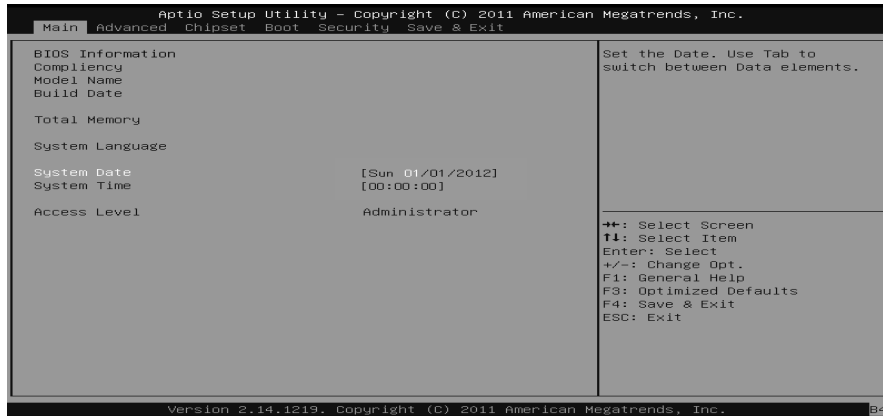 Aptio Setup Utility – Copyright (C) 2011 American Megatrends, Inc.
Main Advanced Chipset Boot Security Save & Exit
BIOS Information
Compliency
Model Name
Build Date
Total Memory
System Language
System Date [Sun 01/01/2012]
System Time [00:00:00]
Access Level Administrator
Set the Date. Use Tab to
switch between Data elements.
→←: Select Screen
↑↓: Select Item
Enter: Select
+/-: Change Opt.
F1: General Help
F3: Optimized Defaults
F4: Save & Exit
ESC: Exit
Version 2.14.1219. Copyright (C) 2011 American Megatrends, Inc.